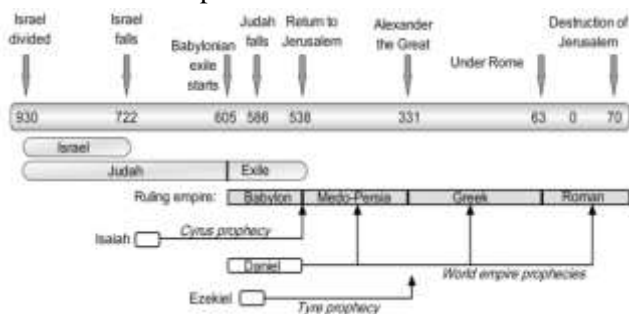 Israel divided
Israel falls
Babylonian exile starts
Judah falls
Return to Jerusalem
Alexander the Great
Under Rome
Destruction of Jerusalem
930 722 605 586 538 331 63 0 70
Israel
Judah Exile
Ruling empire: Babylon Medo-Persia Greek Roman
Isaiah Cyrus prophecy
Daniel World empire prophecies
Ezekiel Tyre prophecy